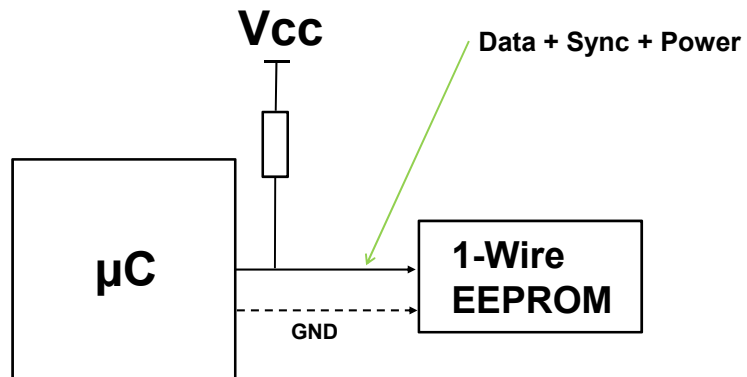 Vcc
Data + Sync + Power
µC
1-Wire
EEPROM
GND